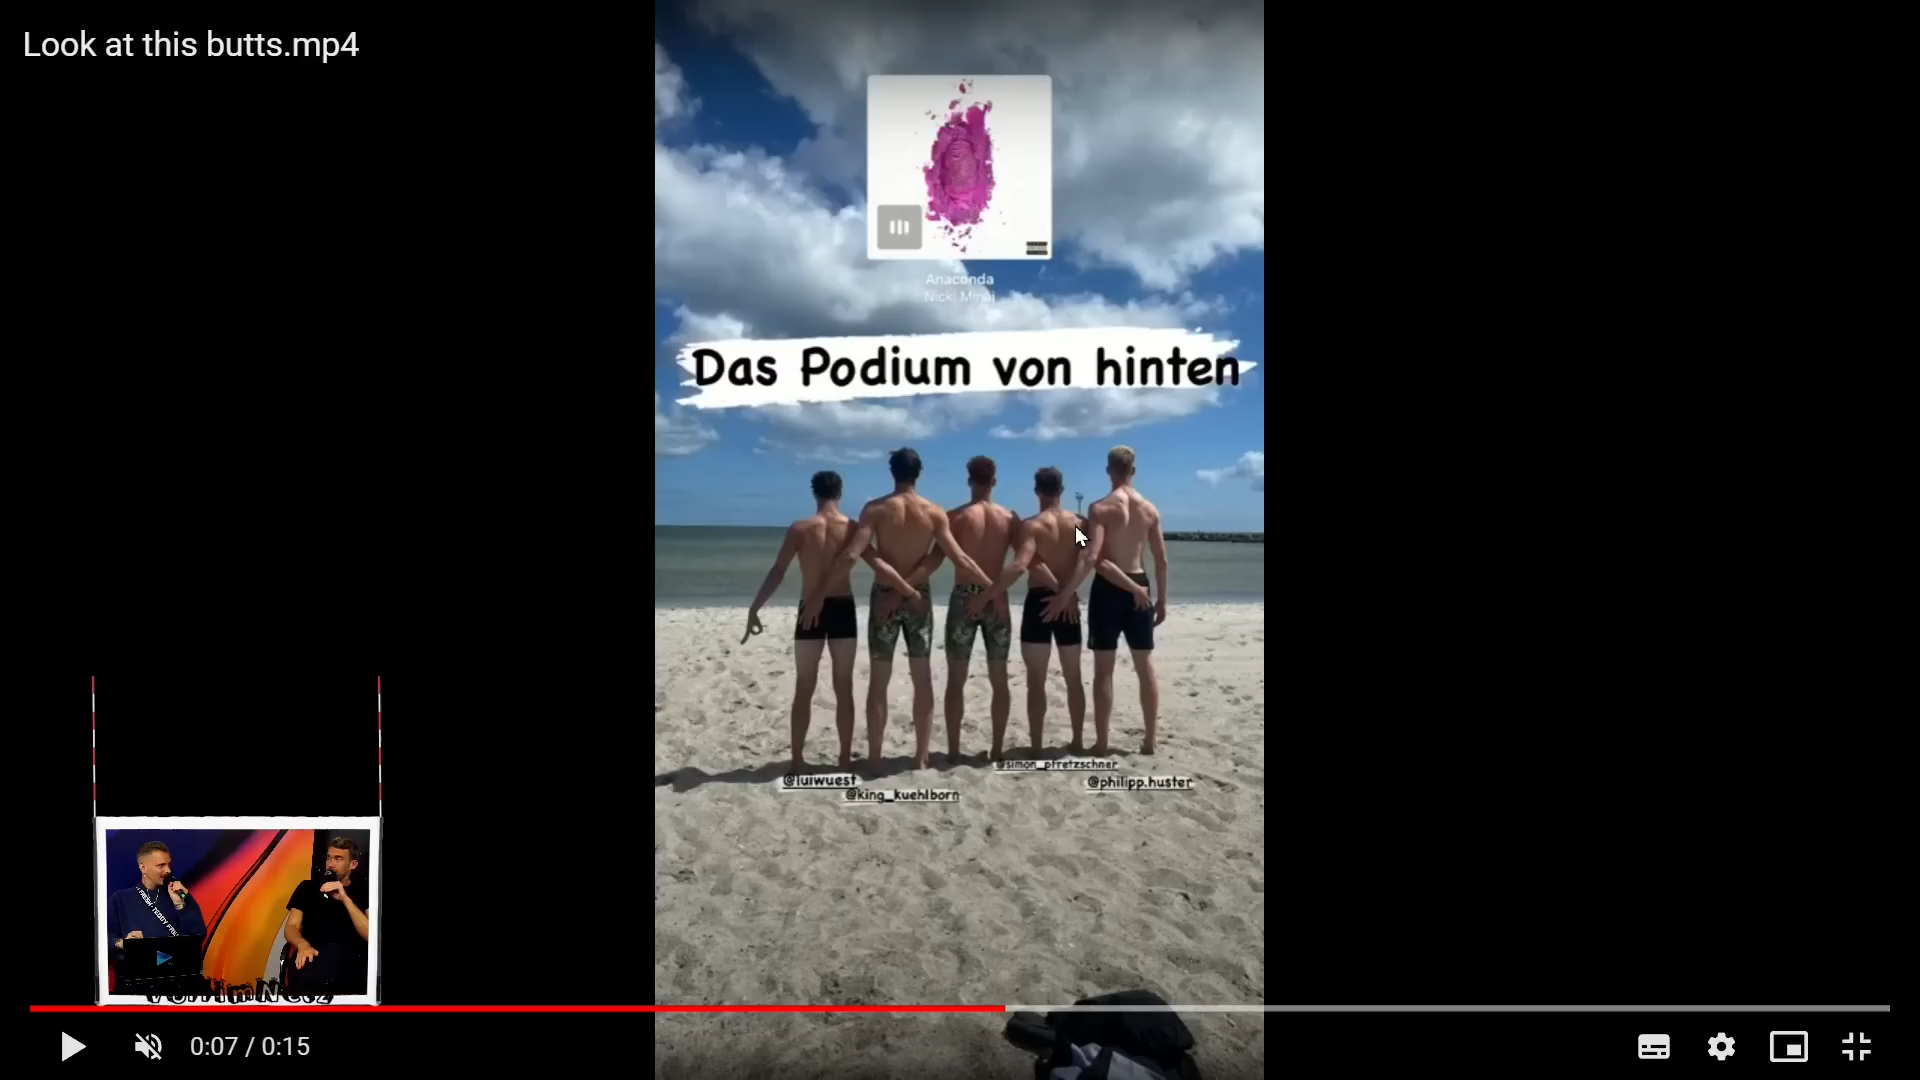 Look at this butts.mp4
Anaconda
Nicki Minaj
Das Podium von hinten
@simon_pfretzschner
@luiwuest
@philipp.huster
@king_kuehlborn
0:07 / 0:15